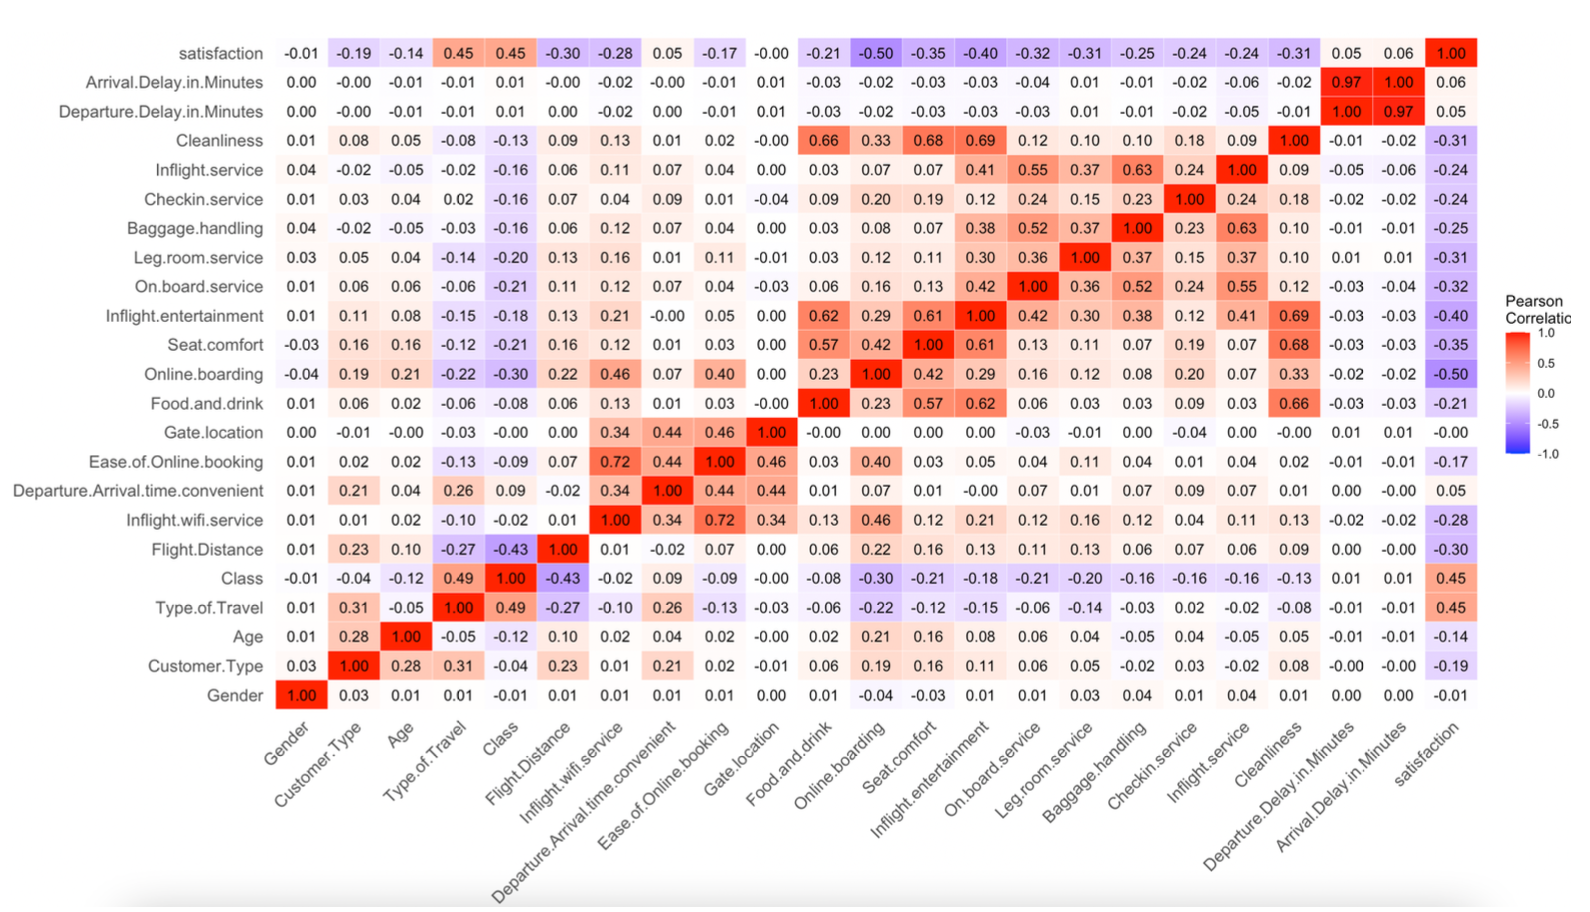 satisfaction -0.01 -0.19 -0.14 0.45 0.45 -0.30 -0.28 0.05 -0.17 -0.00 -0.21 -0.50 -0.35 -0.40 -0.32 -0.31 -0.25 -0.24 -0.24 -0.31 0.05 0.06 1.00
Arrival.Delay.in.Minutes 0.00 -0.00 -0.01 -0.01 0.01 -0.00 -0.02 -0.00 -0.01 0.01 -0.03 -0.02 -0.03 -0.03 -0.04 0.01 -0.01 -0.02 -0.06 -0.02 0.97 1.00 0.06
Departure.Delay.in.Minutes 0.00 -0.00 -0.01 -0.01 0.01 0.00 -0.02 0.00 -0.01 0.01 -0.03 -0.02 -0.03 -0.03 -0.03 0.01 -0.01 -0.02 -0.05 -0.01 1.00 0.97 0.05
Cleanliness 0.01 0.08 0.05 -0.08 -0.13 0.09 0.13 0.01 0.02 -0.00 0.66 0.33 0.68 0.69 0.12 0.10 0.10 0.18 0.09 1.00 -0.01 -0.02 -0.31
Inflight.service 0.04 -0.02 -0.05 -0.02 -0.16 0.06 0.11 0.07 0.04 0.00 0.03 0.07 0.07 0.41 0.55 0.37 0.63 0.24 1.00 0.09 -0.05 -0.06 -0.24
Checkin.service 0.01 0.03 0.04 0.02 -0.16 0.07 0.04 0.09 0.01 -0.04 0.09 0.20 0.19 0.12 0.24 0.15 0.23 1.00 0.24 0.18 -0.02 -0.02 -0.24
Baggage.handling 0.04 -0.02 -0.05 -0.03 -0.16 0.06 0.12 0.07 0.04 0.00 0.03 0.08 0.07 0.38 0.52 0.37 1.00 0.23 0.63 0.10 -0.01 -0.01 -0.25
Leg.room.service 0.03 0.05 0.04 -0.14 -0.20 0.13 0.16 0.01 0.11 -0.01 0.03 0.12 0.11 0.30 0.36 1.00 0.37 0.15 0.37 0.10 0.01 0.01 -0.31
On.board.service 0.01 0.06 0.06 -0.06 -0.21 0.11 0.12 0.07 0.04 -0.03 0.06 0.16 0.13 0.42 1.00 0.36 0.52 0.24 0.55 0.12 -0.03 -0.04 -0.32
Inflight.entertainment 0.01 0.11 0.08 -0.15 -0.18 0.13 0.21 -0.00 0.05 0.00 0.62 0.29 0.61 1.00 0.42 0.30 0.38 0.12 0.41 0.69 -0.03 -0.03 -0.40
Seat.comfort -0.03 0.16 0.16 -0.12 -0.21 0.16 0.12 0.01 0.03 0.00 0.57 0.42 1.00 0.61 0.13 0.11 0.07 0.19 0.07 0.68 -0.03 -0.03 -0.35
Online.boarding -0.04 0.19 0.21 -0.22 -0.30 0.22 0.46 0.07 0.40 0.00 0.23 1.00 0.42 0.29 0.16 0.12 0.08 0.20 0.07 0.33 -0.02 -0.02 -0.50
Food.and.drink 0.01 0.06 0.02 -0.06 -0.08 0.06 0.13 0.01 0.03 -0.00 1.00 0.23 0.57 0.62 0.06 0.03 0.03 0.09 0.03 0.66 -0.03 -0.03 -0.21
Gate.location 0.00 -0.01 -0.00 -0.03 -0.00 0.00 0.34 0.44 0.46 1.00 -0.00 0.00 0.00 0.00 -0.03 -0.01 0.00 -0.04 0.00 -0.00 0.01 0.01 -0.00
Ease.of.Online.booking 0.01 0.02 0.02 -0.13 -0.09 0.07 0.72 0.44 1.00 0.46 0.03 0.40 0.03 0.05 0.04 0.11 0.04 0.01 0.04 0.02 -0.01 -0.01 -0.17
Departure.Arrival.time.convenient 0.01 0.21 0.04 0.26 0.09 -0.02 0.34 1.00 0.44 0.44 0.01 0.07 0.01 -0.00 0.07 0.01 0.07 0.09 0.07 0.01 0.00 -0.00 0.05
Inflight.wifi.service 0.01 0.01 0.02 -0.10 -0.02 0.01 1.00 0.34 0.72 0.34 0.13 0.46 0.12 0.21 0.12 0.16 0.12 0.04 0.11 0.13 -0.02 -0.02 -0.28
Flight.Distance 0.01 0.23 0.10 -0.27 -0.43 1.00 0.01 -0.02 0.07 0.00 0.06 0.22 0.16 0.13 0.11 0.13 0.06 0.07 0.06 0.09 0.00 -0.00 -0.30
Class -0.01 -0.04 -0.12 0.49 1.00 -0.43 -0.02 0.09 -0.09 -0.00 -0.08 -0.30 -0.21 -0.18 -0.21 -0.20 -0.16 -0.16 -0.16 -0.13 0.01 0.01 0.45
Type.of.Travel 0.01 0.31 -0.05 1.00 0.49 -0.27 -0.10 0.26 -0.13 -0.03 -0.06 -0.22 -0.12 -0.15 -0.06 -0.14 -0.03 0.02 -0.02 -0.08 -0.01 -0.01 0.45
Age 0.01 0.28 1.00 -0.05 -0.12 0.10 0.02 0.04 0.02 -0.00 0.02 0.21 0.16 0.08 0.06 0.04 -0.05 0.04 -0.05 0.05 -0.01 -0.01 -0.14
Customer.Type 0.03 1.00 0.28 0.31 -0.04 0.23 0.01 0.21 0.02 -0.01 0.06 0.19 0.16 0.11 0.06 0.05 -0.02 0.03 -0.02 0.08 -0.00 -0.00 -0.19
Gender 1.00 0.03 0.01 0.01 -0.01 0.01 0.01 0.01 0.01 0.00 0.01 -0.04 -0.03 0.01 0.01 0.03 0.04 0.01 0.04 0.01 0.00 0.00 -0.01
Gender
Customer.Type
Age
Type.of.Travel
Class
Flight.Distance
Inflight.wifi.service
Departure.Arrival.time.convenient
Ease.of.Online.booking
Gate.location
Food.and.drink
Online.boarding
Seat.comfort
Inflight.entertainment
On.board.service
Leg.room.service
Baggage.handling
Checkin.service
Inflight.service
Cleanliness
Departure.Delay.in.Minutes
Arrival.Delay.in.Minutes
satisfaction
Pearson
Correlatio
1.0
0.5
0.0
-0.5
-1.0